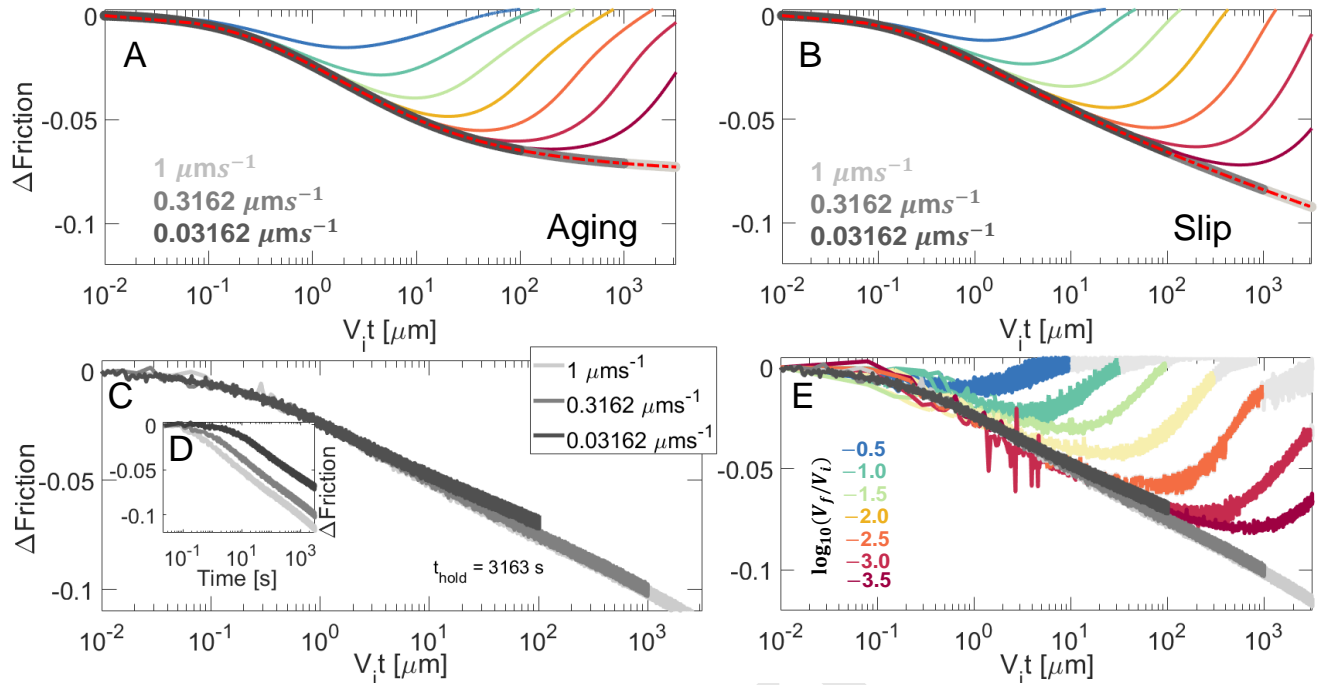 A
ΔFriction
0
-0.05
-0.1
1 μms⁻¹
0.3162 μms⁻¹
0.03162 μms⁻¹
Aging
10⁻² 10⁻¹ 10⁰ 10¹ 10² 10³
Vᵢt [μm]
B
0
-0.05
-0.1
1 μms⁻¹
0.3162 μms⁻¹
0.03162 μms⁻¹
Slip
10⁻² 10⁻¹ 10⁰ 10¹ 10² 10³
Vᵢt [μm]
C
ΔFriction
0
-0.05
-0.1
1 μms⁻¹
0.3162 μms⁻¹
0.03162 μms⁻¹
D
0
-0.05
-0.1
ΔFriction
10⁻¹ 10¹ 10³
Time [s]
t_hold = 3163 s
10⁻² 10⁻¹ 10⁰ 10¹ 10² 10³
Vᵢt [μm]
E
0
-0.05
-0.1
log₁₀(V_f/Vᵢ)
−0.5
−1.0
−1.5
−2.0
−2.5
−3.0
−3.5
10⁻² 10⁻¹ 10⁰ 10¹ 10² 10³
Vᵢt [μm]